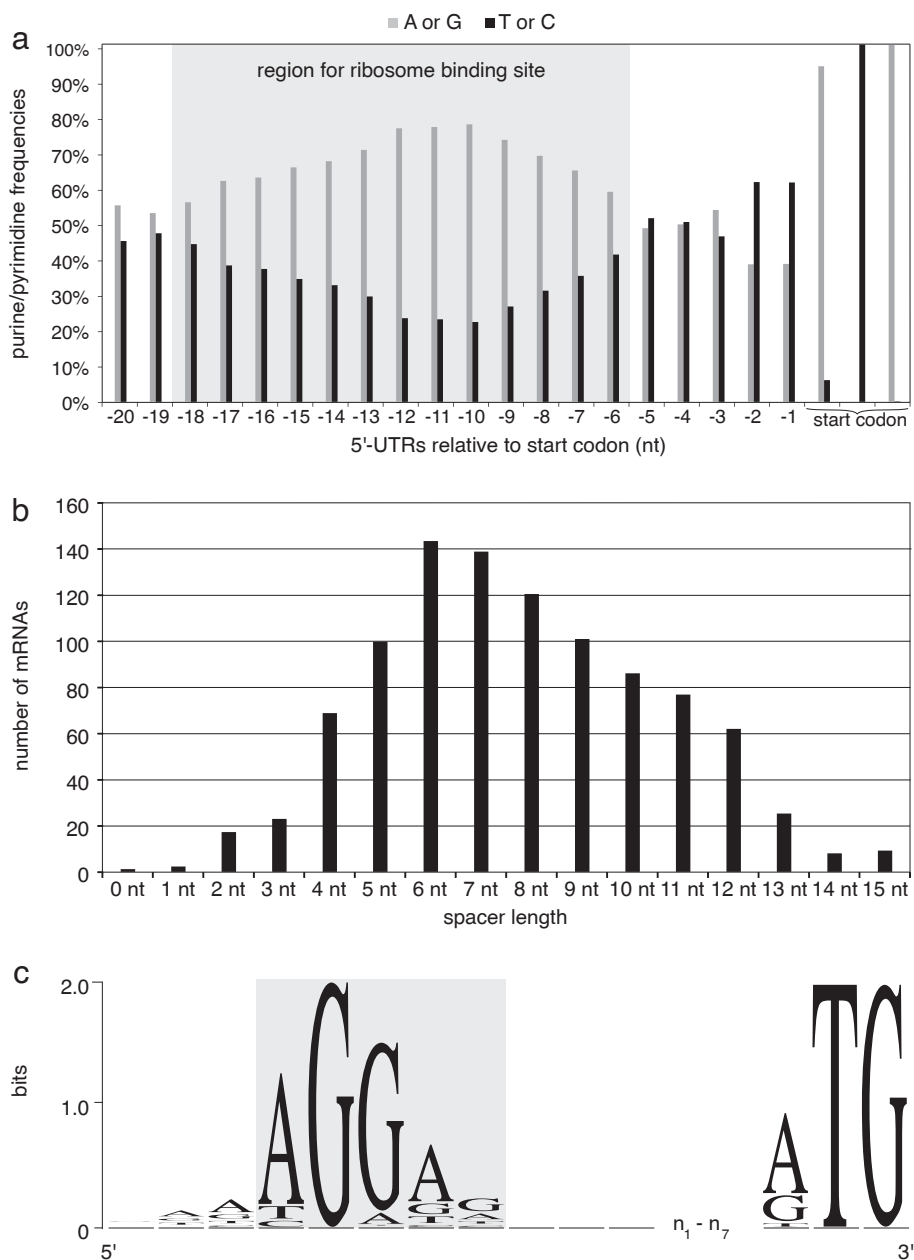 A or G T or C
a
region for ribosome binding site
purine/pyrimidine frequencies
100%
90%
80%
70%
60%
50%
40%
30%
20%
10%
0%
-20 -19 -18 -17 -16 -15 -14 -13 -12 -11 -10 -9 -8 -7 -6 -5 -4 -3 -2 -1 start codon
5'-UTRs relative to start codon (nt)
b
number of mRNAs
160
140
120
100
80
60
40
20
0
0 nt 1 nt 2 nt 3 nt 4 nt 5 nt 6 nt 7 nt 8 nt 9 nt 10 nt 11 nt 12 nt 13 nt 14 nt 15 nt
spacer length
c
bits
2.0
1.0
0
AGGAG
ATG
n1 - n7
5' 3'